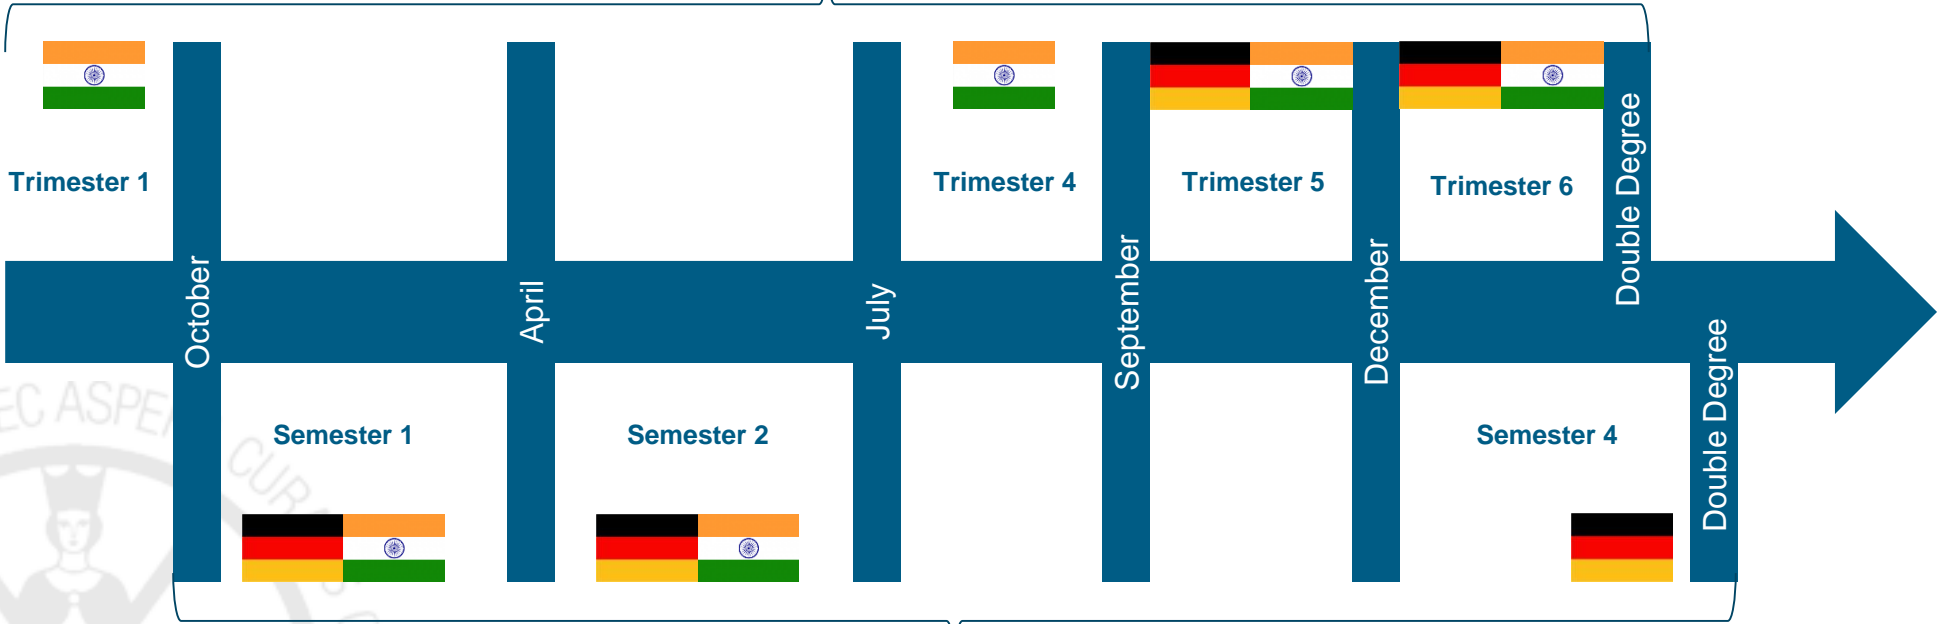 Trimester 1
Trimester 4
Trimester 5
Trimester 6
Double Degree
October
April
July
September
December
Semester 1
Semester 2
Semester 4
Double Degree